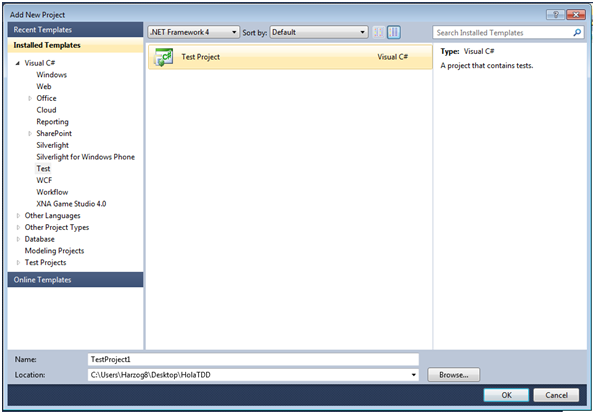 Add New Project
Recent Templates
Installed Templates
Visual C#
Windows
Web
Office
Cloud
Reporting
SharePoint
Silverlight
Silverlight for Windows Phone
Test
WCF
Workflow
XNA Game Studio 4.0
Other Languages
Other Project Types
Database
Modeling Projects
Test Projects
Online Templates
.NET Framework 4 Sort by: Default
Test Project Visual C#
Search Installed Templates
Type: Visual C#
A project that contains tests.
Name: TestProject1
Location: C:\Users\Harzog8\Desktop\HolaTDD Browse...
OK Cancel